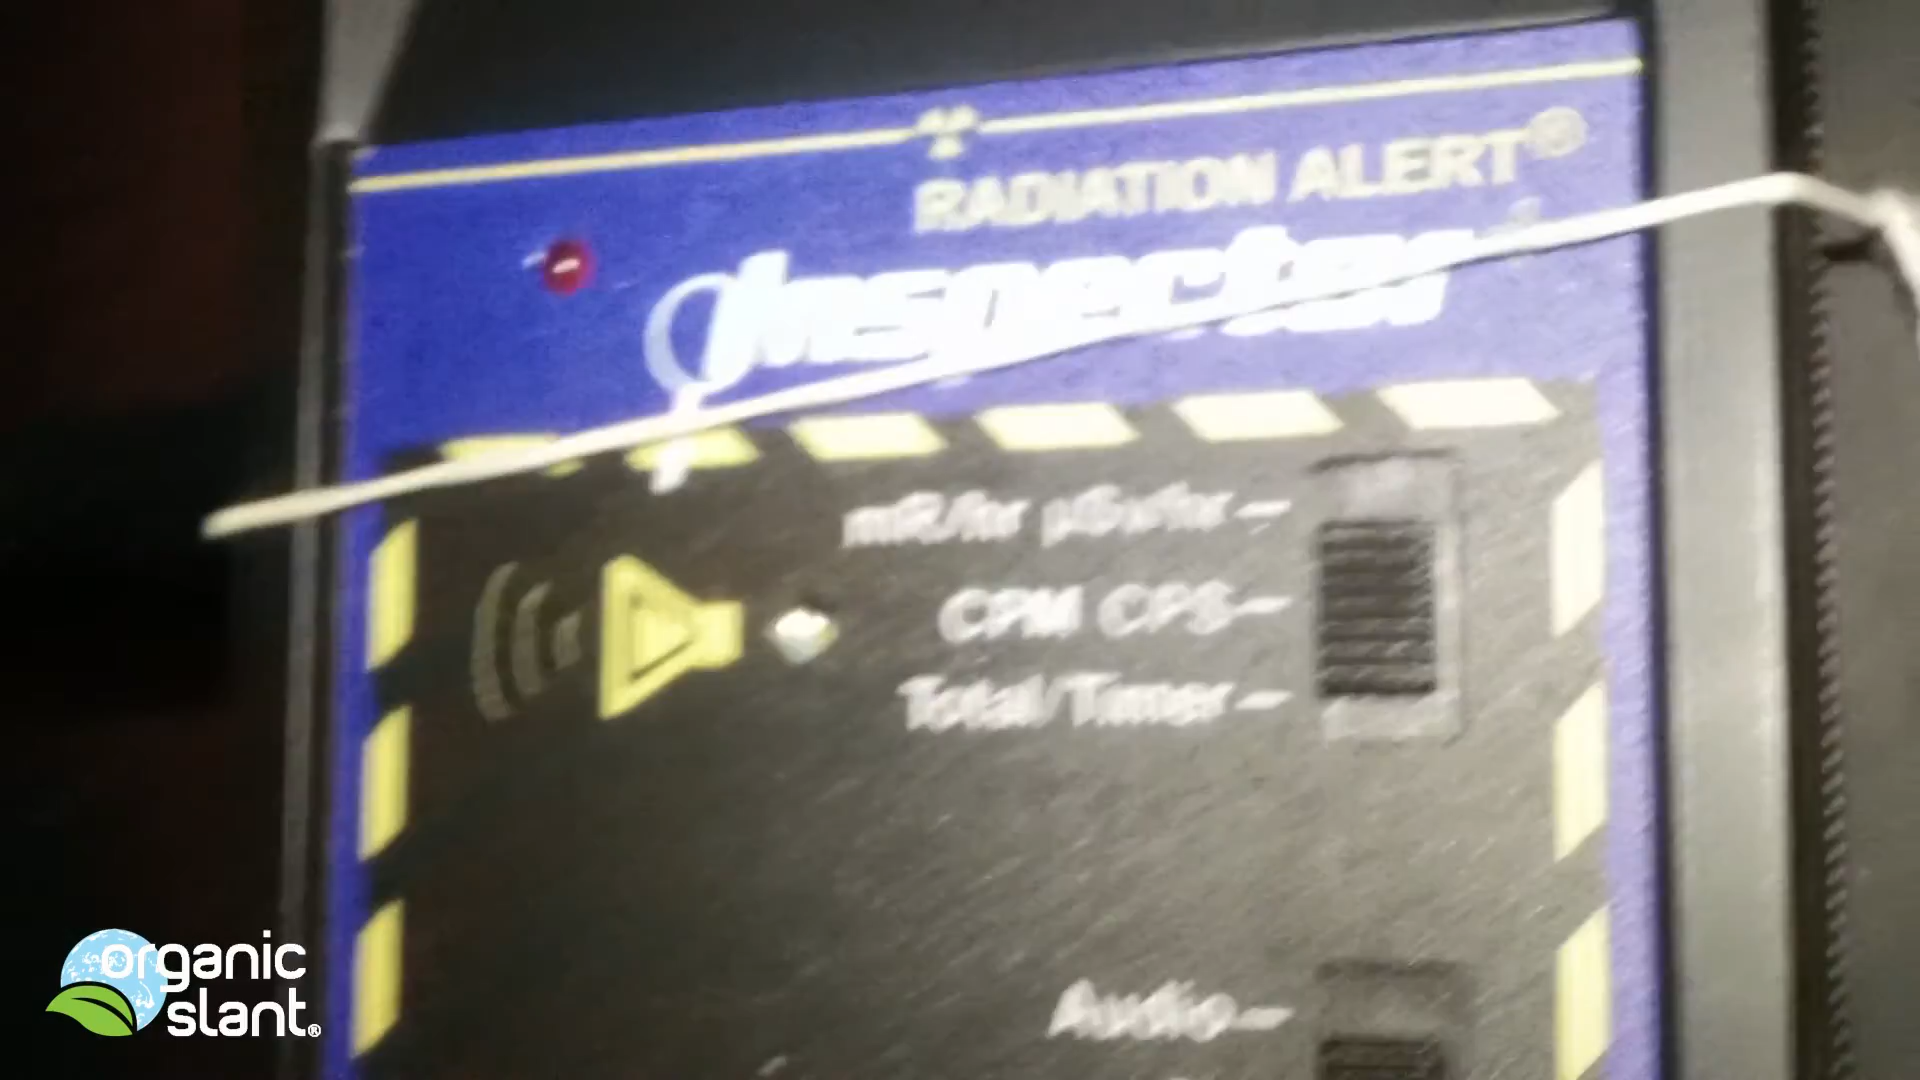 RADIATION ALERT®
Inspector
mR/hr µSv/hr –
CPM CPS –
Total/Timer –
Audio –
organic
slant®